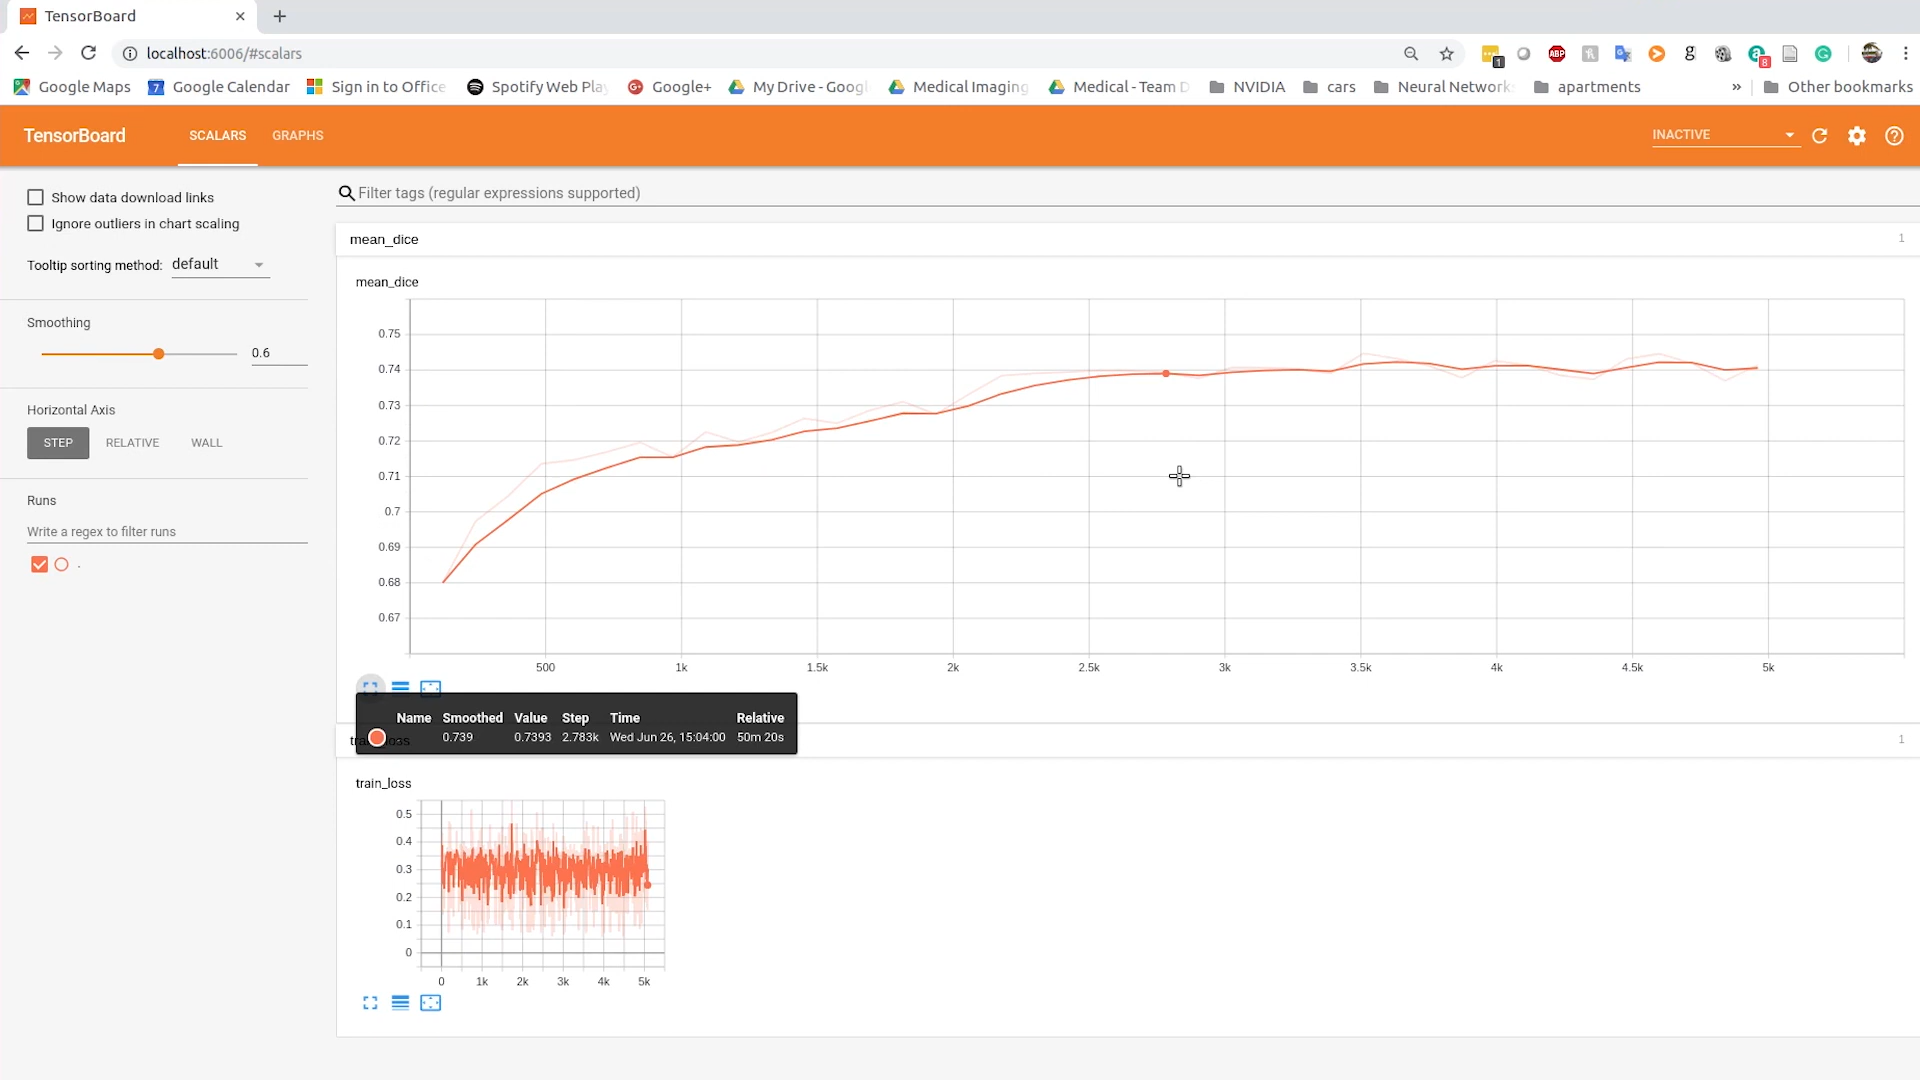 TensorBoard
localhost:6006/#scalars
1
ABP
g
a
8
Google Maps
7
Google Calendar
Sign in to Office
Spotify Web Play
G+
Google+
My Drive - Googl
Medical Imaging
Medical - Team D
NVIDIA
cars
Neural Network
apartments
»
Other bookmarks
TensorBoard
SCALARS
GRAPHS
INACTIVE
Show data download links
Ignore outliers in chart scaling
Tooltip sorting method: default
Smoothing
0.6
Horizontal Axis
STEP RELATIVE WALL
Runs
Write a regex to filter runs
.
Filter tags (regular expressions supported)
mean_dice
1
mean_dice
0.75
0.74
0.73
0.72
0.71
0.7
0.69
0.68
0.67
500 1k 1.5k 2k 2.5k 3k 3.5k 4k 4.5k 5k
Name Smoothed Value Step Time Relative
. 0.739 0.7393 2.783k Wed Jun 26, 15:04:00 50m 20s
train_loss
1
train_loss
0.5
0.4
0.3
0.2
0.1
0
0 1k 2k 3k 4k 5k